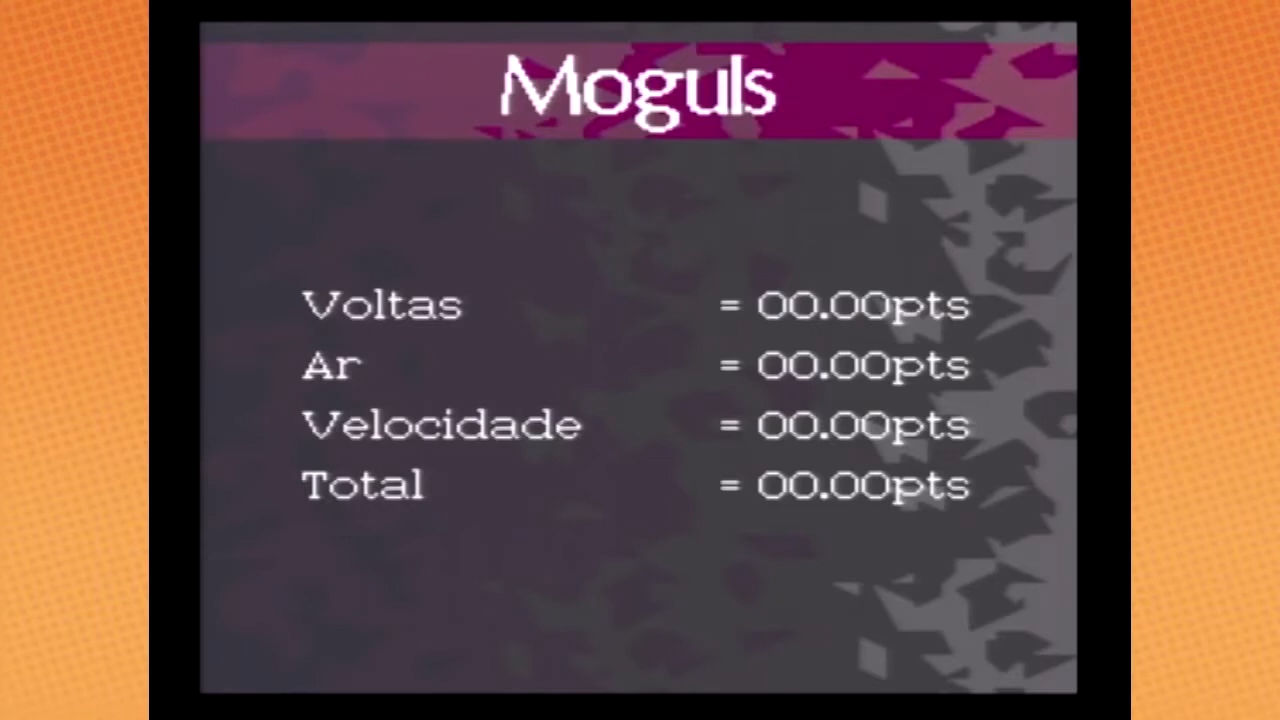 Moguls
Voltas = 00.00pts
Ar = 00.00pts
Velocidade = 00.00pts
Total = 00.00pts